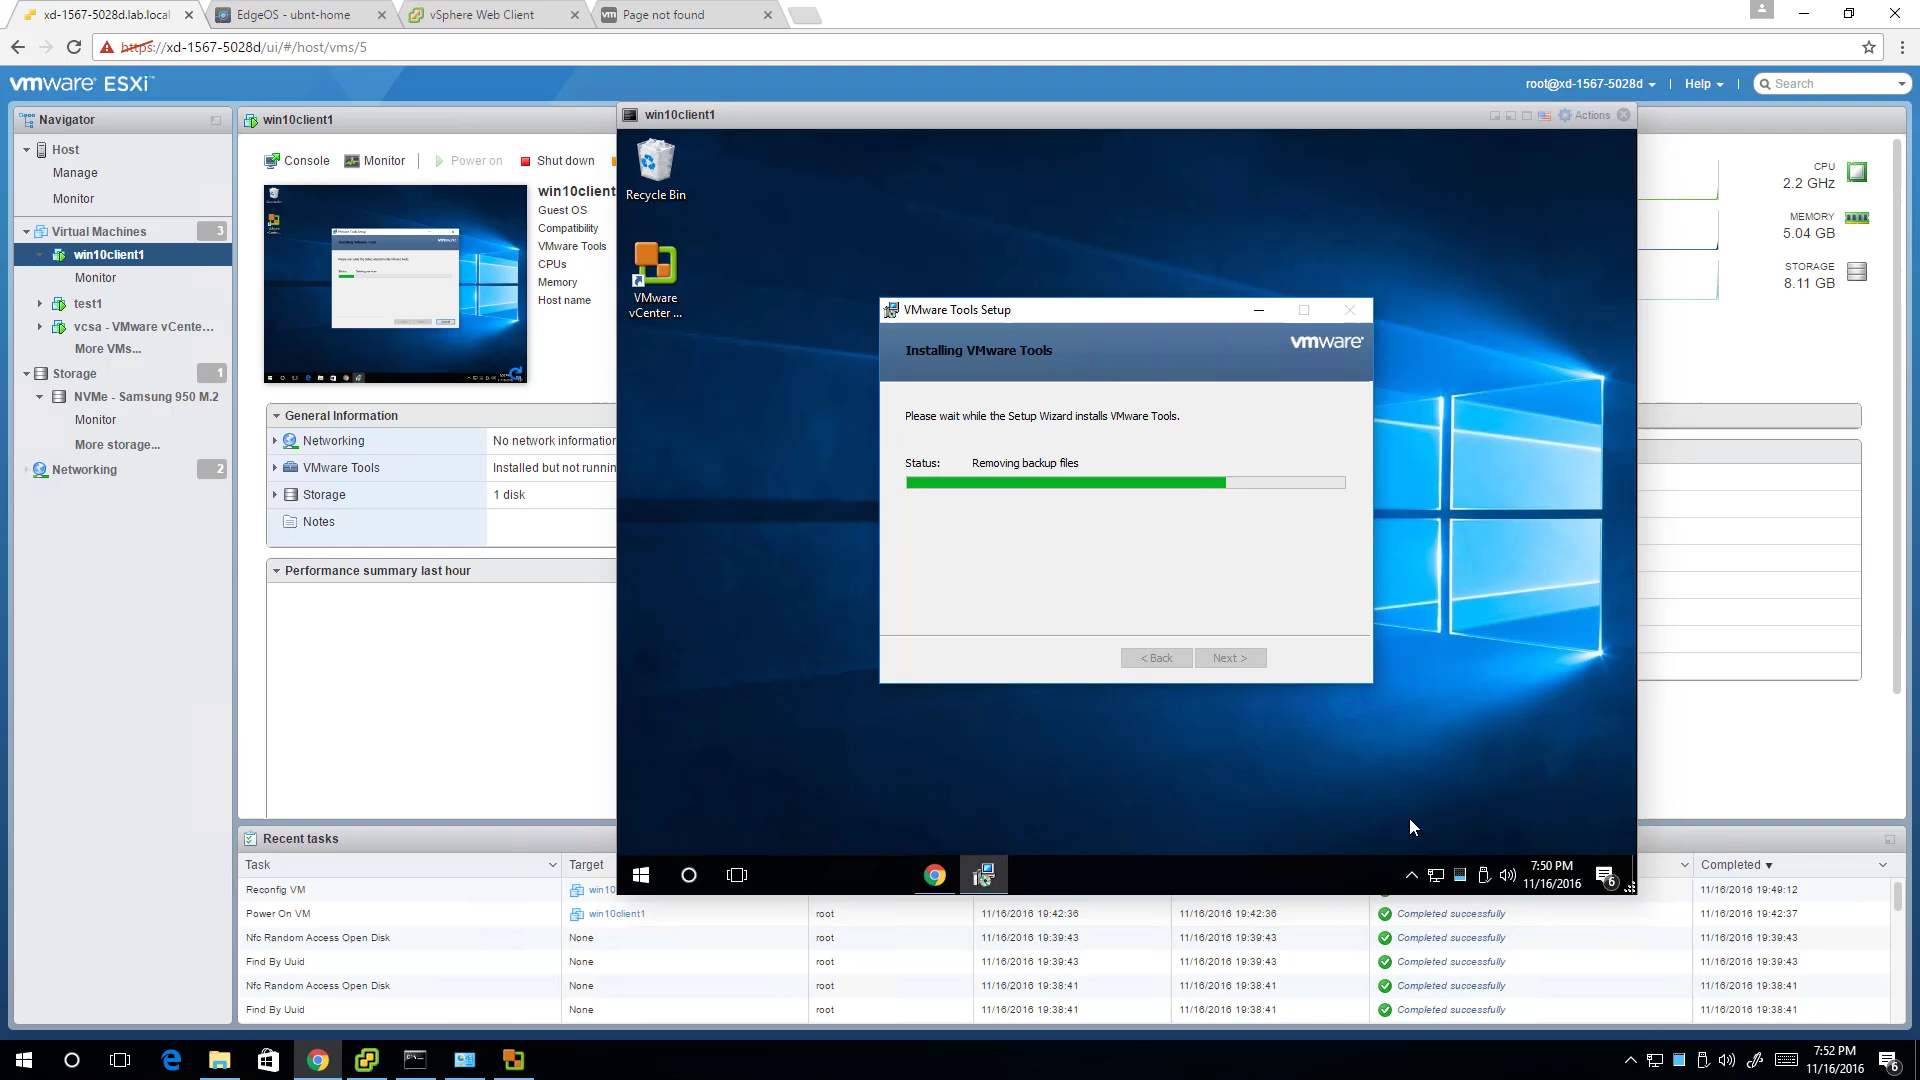 xd-1567-5028d.lab.local
EdgeOS - ubnt-home
vSphere Web Client
vm Page not found
https://xd-1567-5028d/ui/#/host/vms/5
vmware ESXi
root@xd-1567-5028d
Help
Search
Navigator
Host
Manage
Monitor
Virtual Machines 3
win10client1
Monitor
test1
vcsa - VMware vCente...
More VMs...
Storage 1
NVMe - Samsung 950 M.2
Monitor
More storage...
Networking 2
win10client1
Console Monitor Power on Shut down
win10client
Guest OS
Compatibility
VMware Tools
CPUs
Memory
Host name
General Information
Networking No network information
VMware Tools Installed but not runnin
Storage 1 disk
Notes
Performance summary last hour
CPU
2.2 GHz
MEMORY
5.04 GB
STORAGE
8.11 GB
win10client1
Actions
Recycle Bin
VMware
vCenter ...
VMware Tools Setup
Installing VMware Tools
vmware
Please wait while the Setup Wizard installs VMware Tools.
Status: Removing backup files
< Back Next >
7:50 PM
11/16/2016
6
Recent tasks
Task Target Completed
Reconfig VM win10 11/16/2016 19:49:12
Power On VM win10client1 root 11/16/2016 19:42:36 11/16/2016 19:42:36 Completed successfully 11/16/2016 19:42:37
Nfc Random Access Open Disk None root 11/16/2016 19:39:43 11/16/2016 19:39:43 Completed successfully 11/16/2016 19:39:43
Find By Uuid None root 11/16/2016 19:39:43 11/16/2016 19:39:43 Completed successfully 11/16/2016 19:39:43
Nfc Random Access Open Disk None root 11/16/2016 19:38:41 11/16/2016 19:38:41 Completed successfully 11/16/2016 19:38:41
Find By Uuid None root 11/16/2016 19:38:41 11/16/2016 19:38:41 Completed successfully 11/16/2016 19:38:41
7:52 PM
11/16/2016
6